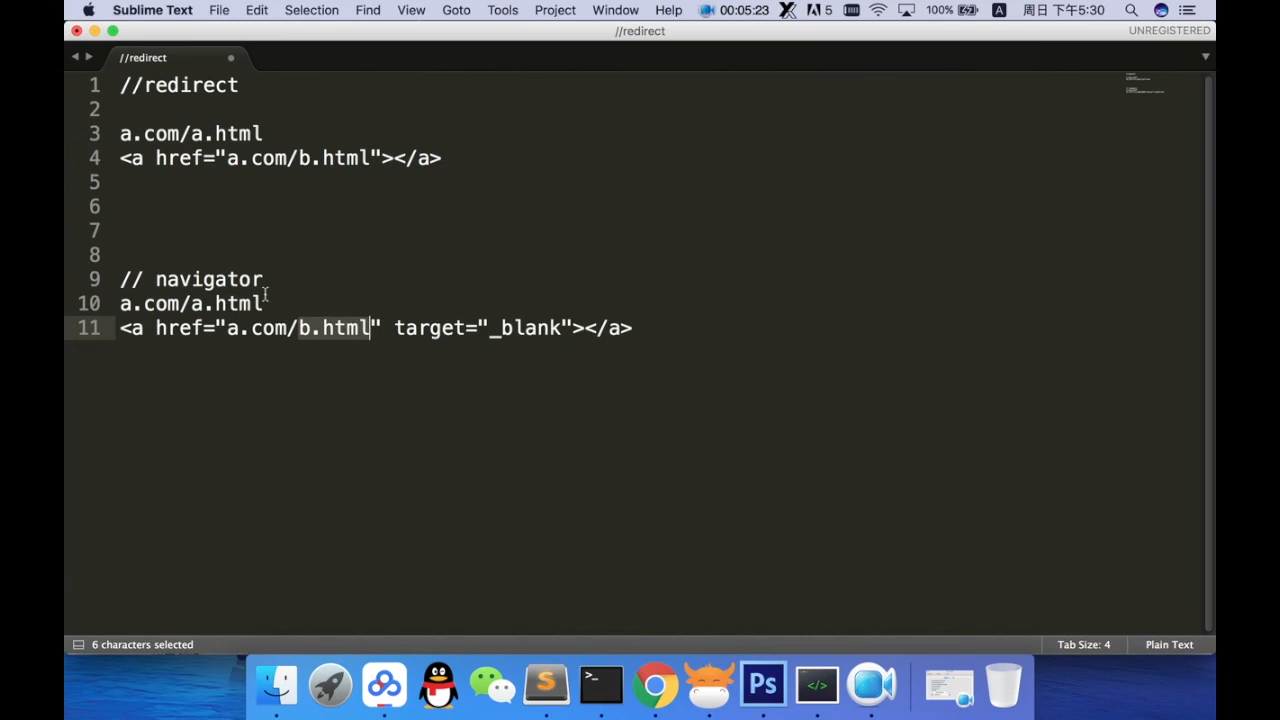 Sublime Text File Edit Selection Find View Goto Tools Project Window Help 00:05:23 5 100% A 周日 下午5:30
//redirect UNREGISTERED
//redirect
1 //redirect
2
3 a.com/a.html
4 <a href="a.com/b.html"></a>
5
6
7
8
9 // navigator
10 a.com/a.html
11 <a href="a.com/b.html" target="_blank"></a>
6 characters selected Tab Size: 4 Plain Text
S >_ Ps </>